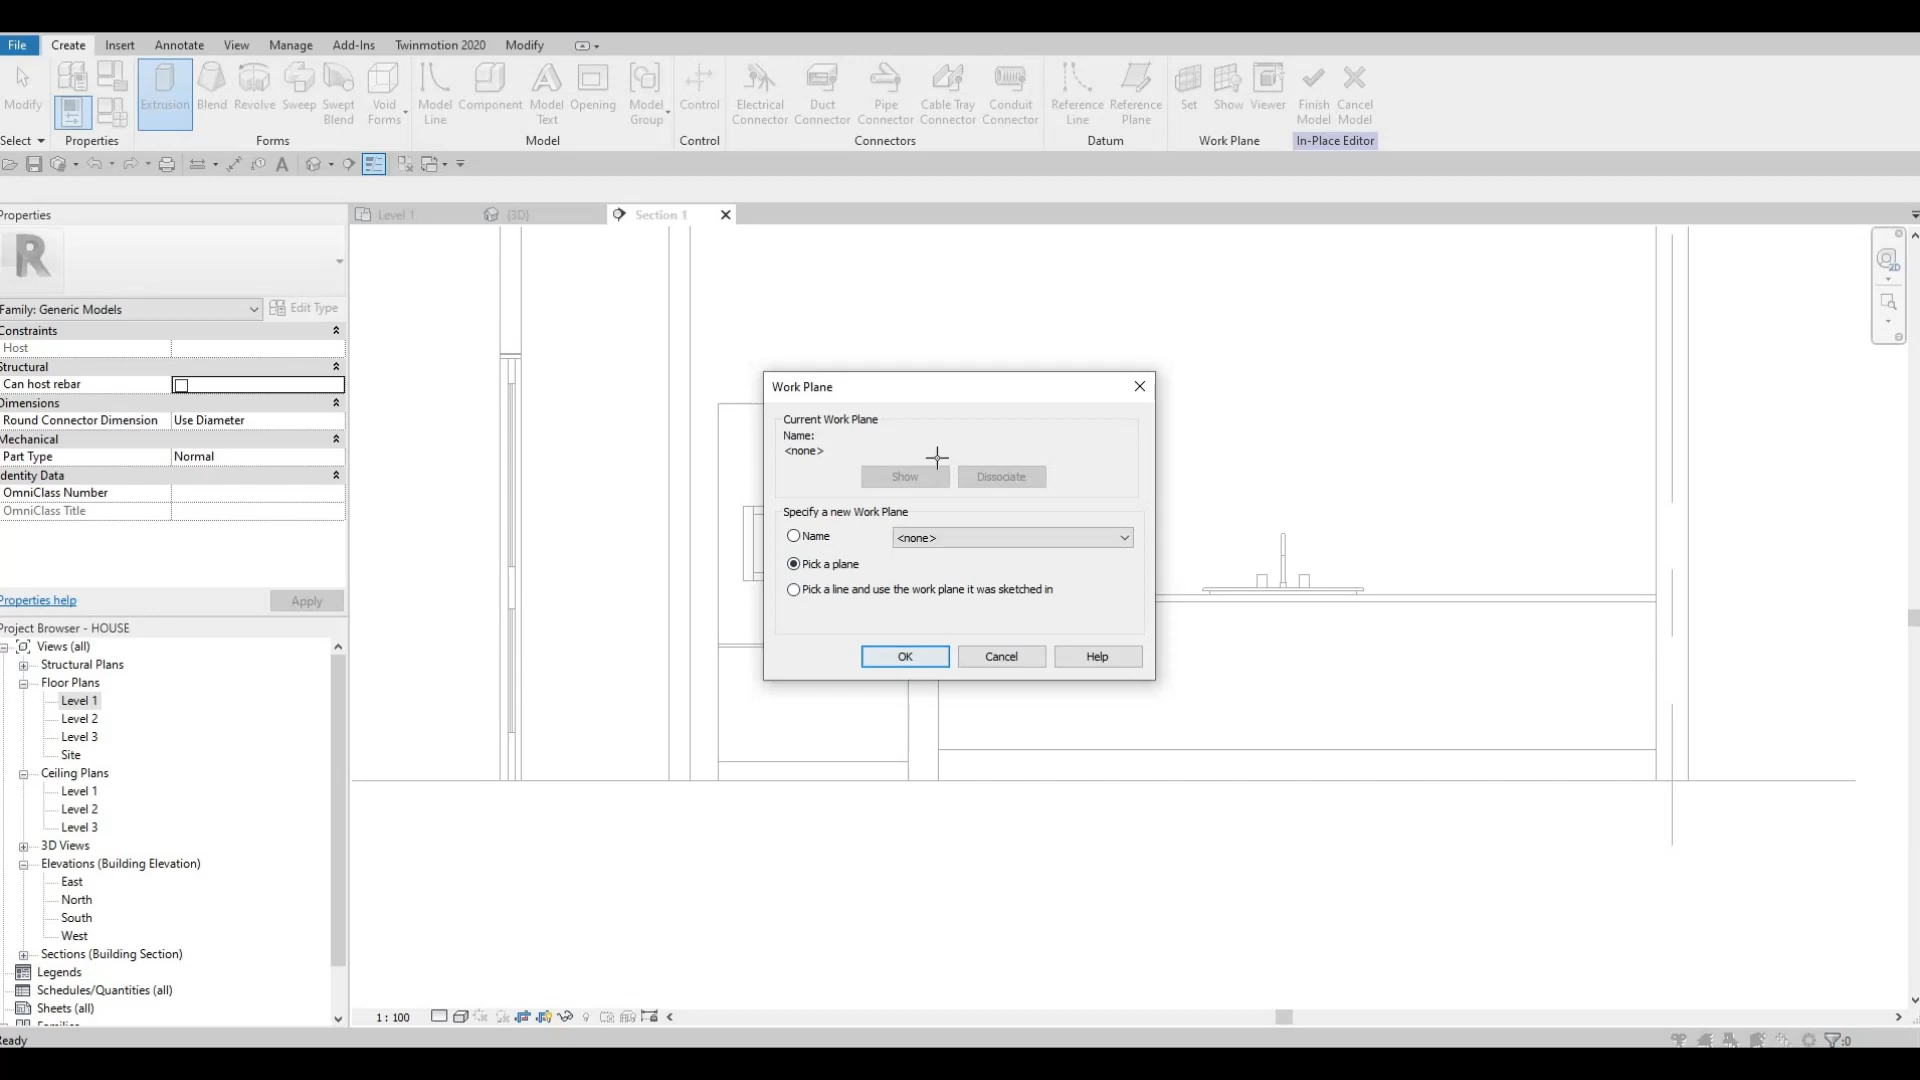 File Create Insert Annotate View Manage Add-Ins Twinmotion 2020 Modify
Modify Extrusion Blend Revolve Sweep Swept Blend Void Forms Model Line Component Model Text Opening Model Group Control Electrical Connector Duct Connector Pipe Connector Cable Tray Connector Conduit Connector Reference Line Reference Plane Set Show Viewer Finish Model Cancel Model
Select Properties Forms Model Control Connectors Datum Work Plane In-Place Editor
Properties
Level 1 {3D} Section 1
R
Family: Generic Models Edit Type
Constraints
Host
Structural
Can host rebar
Dimensions
Round Connector Dimension Use Diameter
Mechanical
Part Type Normal
dentity Data
OmniClass Number
OmniClass Title
Properties help Apply
Project Browser - HOUSE
Views (all)
Structural Plans
Floor Plans
Level 1
Level 2
Level 3
Site
Ceiling Plans
Level 1
Level 2
Level 3
3D Views
Elevations (Building Elevation)
East
North
South
West
Sections (Building Section)
Legends
Schedules/Quantities (all)
Sheets (all)
Work Plane
Current Work Plane
Name:
<none>
Show Dissociate
Specify a new Work Plane
Name <none>
Pick a plane
Pick a line and use the work plane it was sketched in
OK Cancel Help
2D
1 : 100
Ready
:0